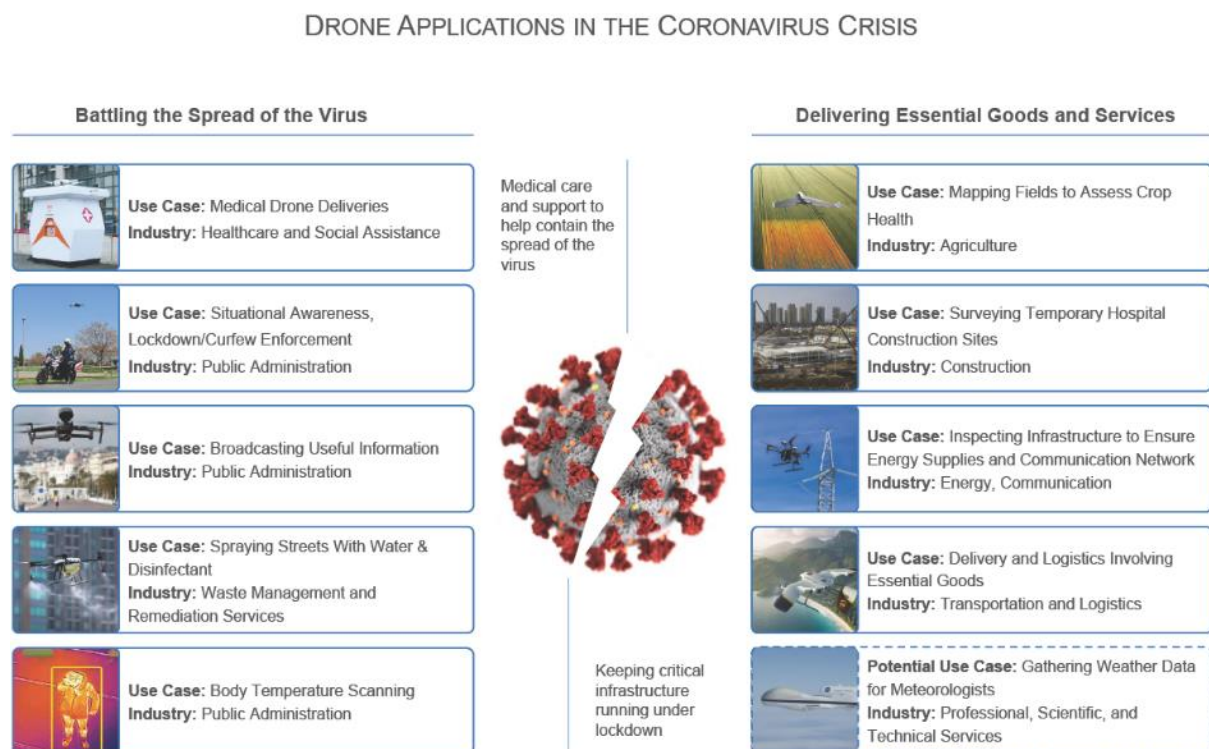 DRONE APPLICATIONS IN THE CORONAVIRUS CRISIS
Battling the Spread of the Virus
Use Case: Medical Drone Deliveries
Industry: Healthcare and Social Assistance
Use Case: Situational Awareness,
Lockdown/Curfew Enforcement
Industry: Public Administration
Use Case: Broadcasting Useful Information
Industry: Public Administration
Use Case: Spraying Streets With Water &
Disinfectant
Industry: Waste Management and
Remediation Services
Use Case: Body Temperature Scanning
Industry: Public Administration
Medical care
and support to
help contain the
spread of the
virus
Keeping critical
infrastructure
running under
lockdown
Delivering Essential Goods and Services
Use Case: Mapping Fields to Assess Crop
Health
Industry: Agriculture
Use Case: Surveying Temporary Hospital
Construction Sites
Industry: Construction
Use Case: Inspecting Infrastructure to Ensure
Energy Supplies and Communication Network
Industry: Energy, Communication
Use Case: Delivery and Logistics Involving
Essential Goods
Industry: Transportation and Logistics
Potential Use Case: Gathering Weather Data
for Meteorologists
Industry: Professional, Scientific, and
Technical Services